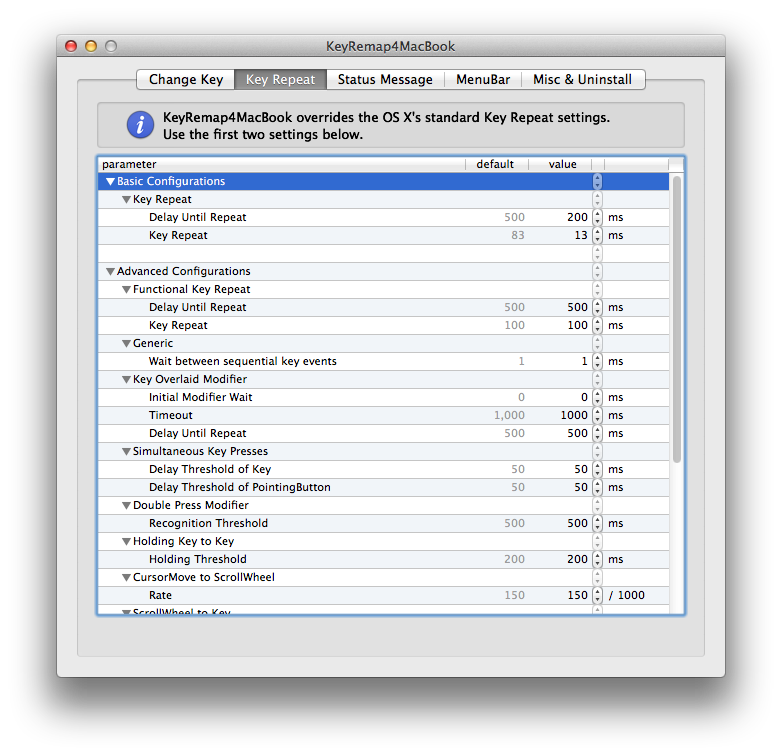 KeyRemap4MacBook
Change Key Key Repeat Status Message MenuBar Misc & Uninstall
KeyRemap4MacBook overrides the OS X's standard Key Repeat settings.
Use the first two settings below.
parameter default value
Basic Configurations
Key Repeat
Delay Until Repeat 500 200 ms
Key Repeat 83 13 ms
Advanced Configurations
Functional Key Repeat
Delay Until Repeat 500 500 ms
Key Repeat 100 100 ms
Generic
Wait between sequential key events 1 1 ms
Key Overlaid Modifier
Initial Modifier Wait 0 0 ms
Timeout 1,000 1000 ms
Delay Until Repeat 500 500 ms
Simultaneous Key Presses
Delay Threshold of Key 50 50 ms
Delay Threshold of PointingButton 50 50 ms
Double Press Modifier
Recognition Threshold 500 500 ms
Holding Key to Key
Holding Threshold 200 200 ms
CursorMove to ScrollWheel
Rate 150 150 / 1000
ScrollWheel to Key